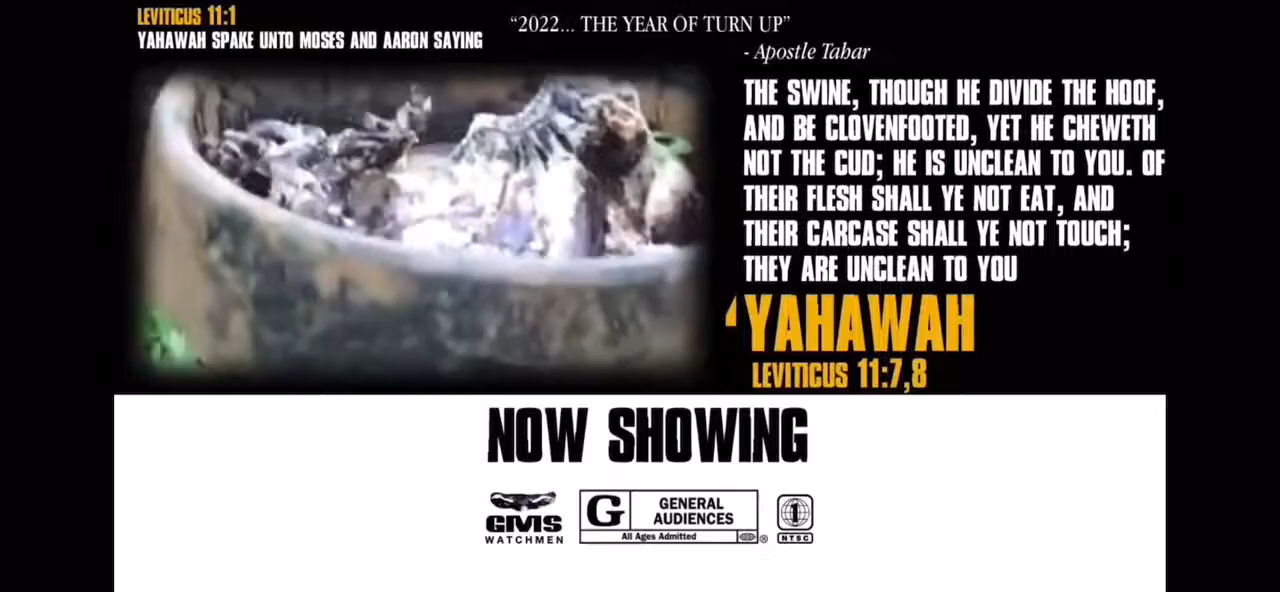 LEVITICUS 11:1
YAHAWAH SPAKE UNTO MOSES AND AARON SAYING
“2022... THE YEAR OF TURN UP”
- Apostle Tahar
THE SWINE, THOUGH HE DIVIDE THE HOOF,
AND BE CLOVENFOOTED, YET HE CHEWETH
NOT THE CUD; HE IS UNCLEAN TO YOU. OF
THEIR FLESH SHALL YE NOT EAT, AND
THEIR CARCASE SHALL YE NOT TOUCH;
THEY ARE UNCLEAN TO YOU
‘YAHAWAH
LEVITICUS 11:7,8
NOW SHOWING
GMS
WATCHMEN
G
GENERAL
AUDIENCES
All Ages Admitted
®
1
NTSC